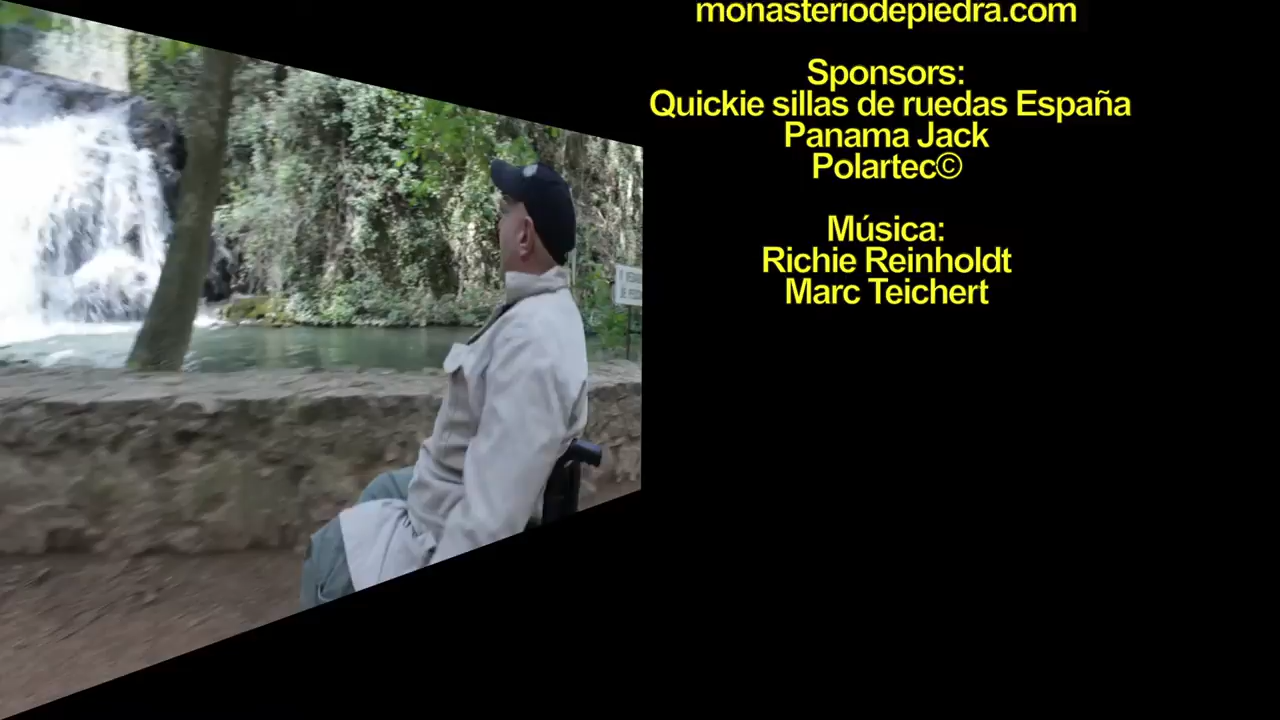 monasteriodepiedra.com
Sponsors:
Quickie sillas de ruedas España
Panama Jack
Polartec©
Música:
Richie Reinholdt
Marc Teichert